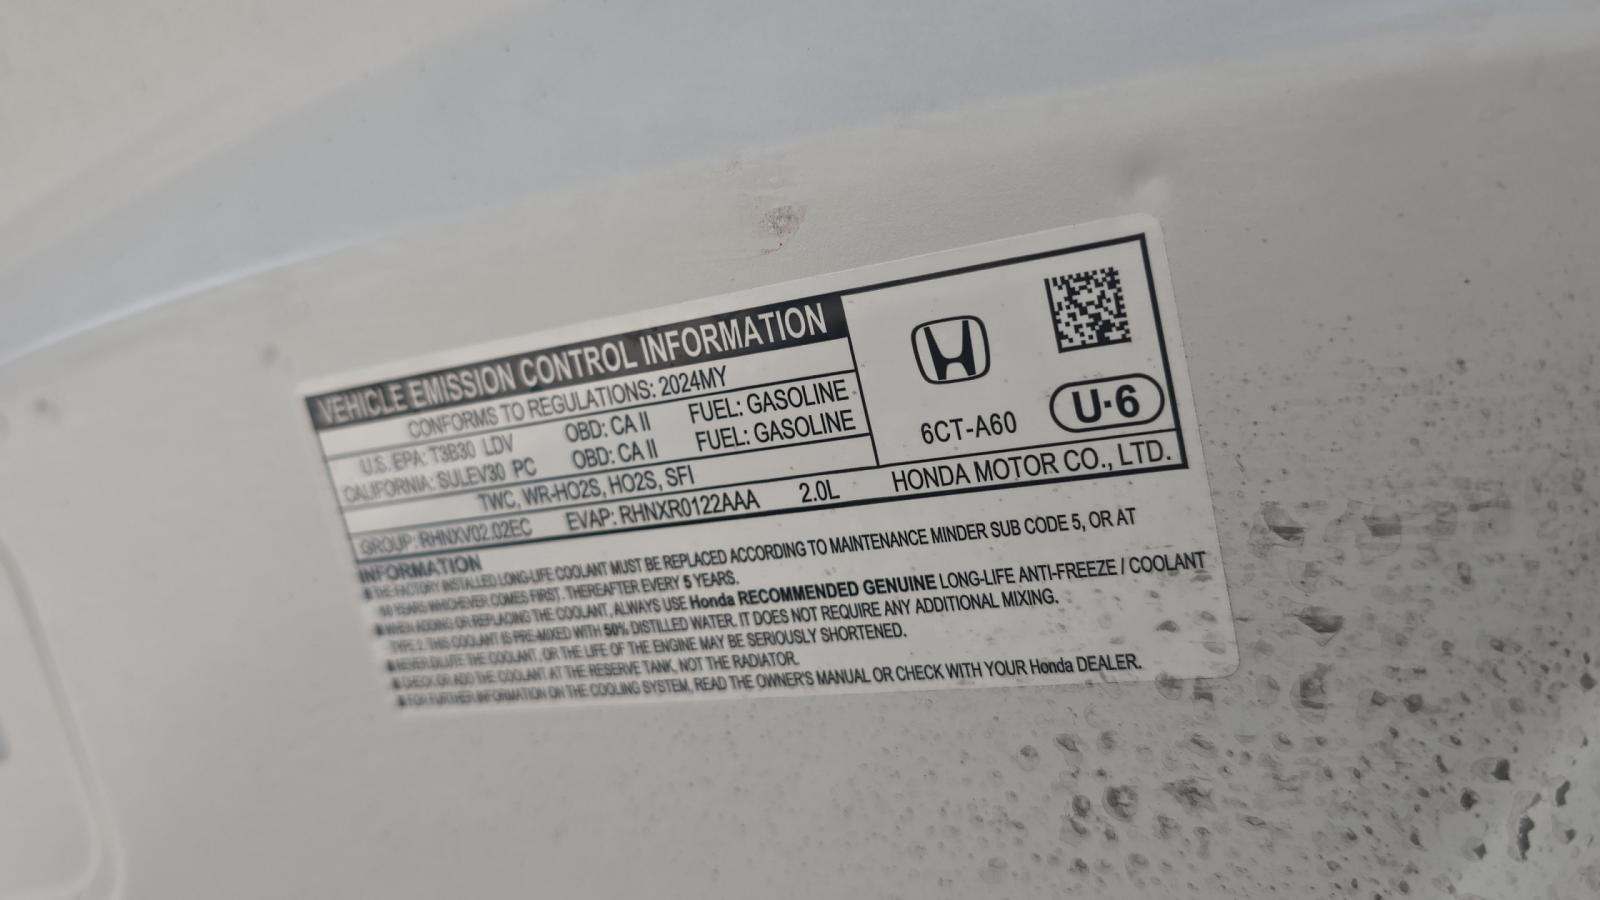 VEHICLE EMISSION CONTROL INFORMATION
CONFORMS TO REGULATIONS: 2024MY
U.S. EPA: T3B30 LDV OBD: CA II FUEL: GASOLINE
CALIFORNIA: SULEV30 PC OBD: CA II FUEL: GASOLINE
TWC, WR-HO2S, HO2S, SFI
6CT-A60
U·6
GROUP: RHNXV02.02EC EVAP: RHNXR0122AAA 2.0L HONDA MOTOR CO., LTD.
INFORMATION
THE FACTORY INSTALLED LONG-LIFE COOLANT MUST BE REPLACED ACCORDING TO MAINTENANCE MINDER SUB CODE 5, OR AT
YEARS WHICHEVER COMES FIRST. THEREAFTER EVERY 5 YEARS.
WHEN ADDING OR REPLACING THE COOLANT, ALWAYS USE Honda RECOMMENDED GENUINE LONG-LIFE ANTI-FREEZE / COOLANT
TYPE 2. THIS COOLANT IS PRE-MIXED WITH 50% DISTILLED WATER. IT DOES NOT REQUIRE ANY ADDITIONAL MIXING.
NEVER DILUTE THE COOLANT, OR THE LIFE OF THE ENGINE MAY BE SERIOUSLY SHORTENED.
CHECK OR ADD THE COOLANT AT THE RESERVE TANK, NOT THE RADIATOR.
FOR FURTHER INFORMATION ON THE COOLING SYSTEM, READ THE OWNER'S MANUAL OR CHECK WITH YOUR Honda DEALER.